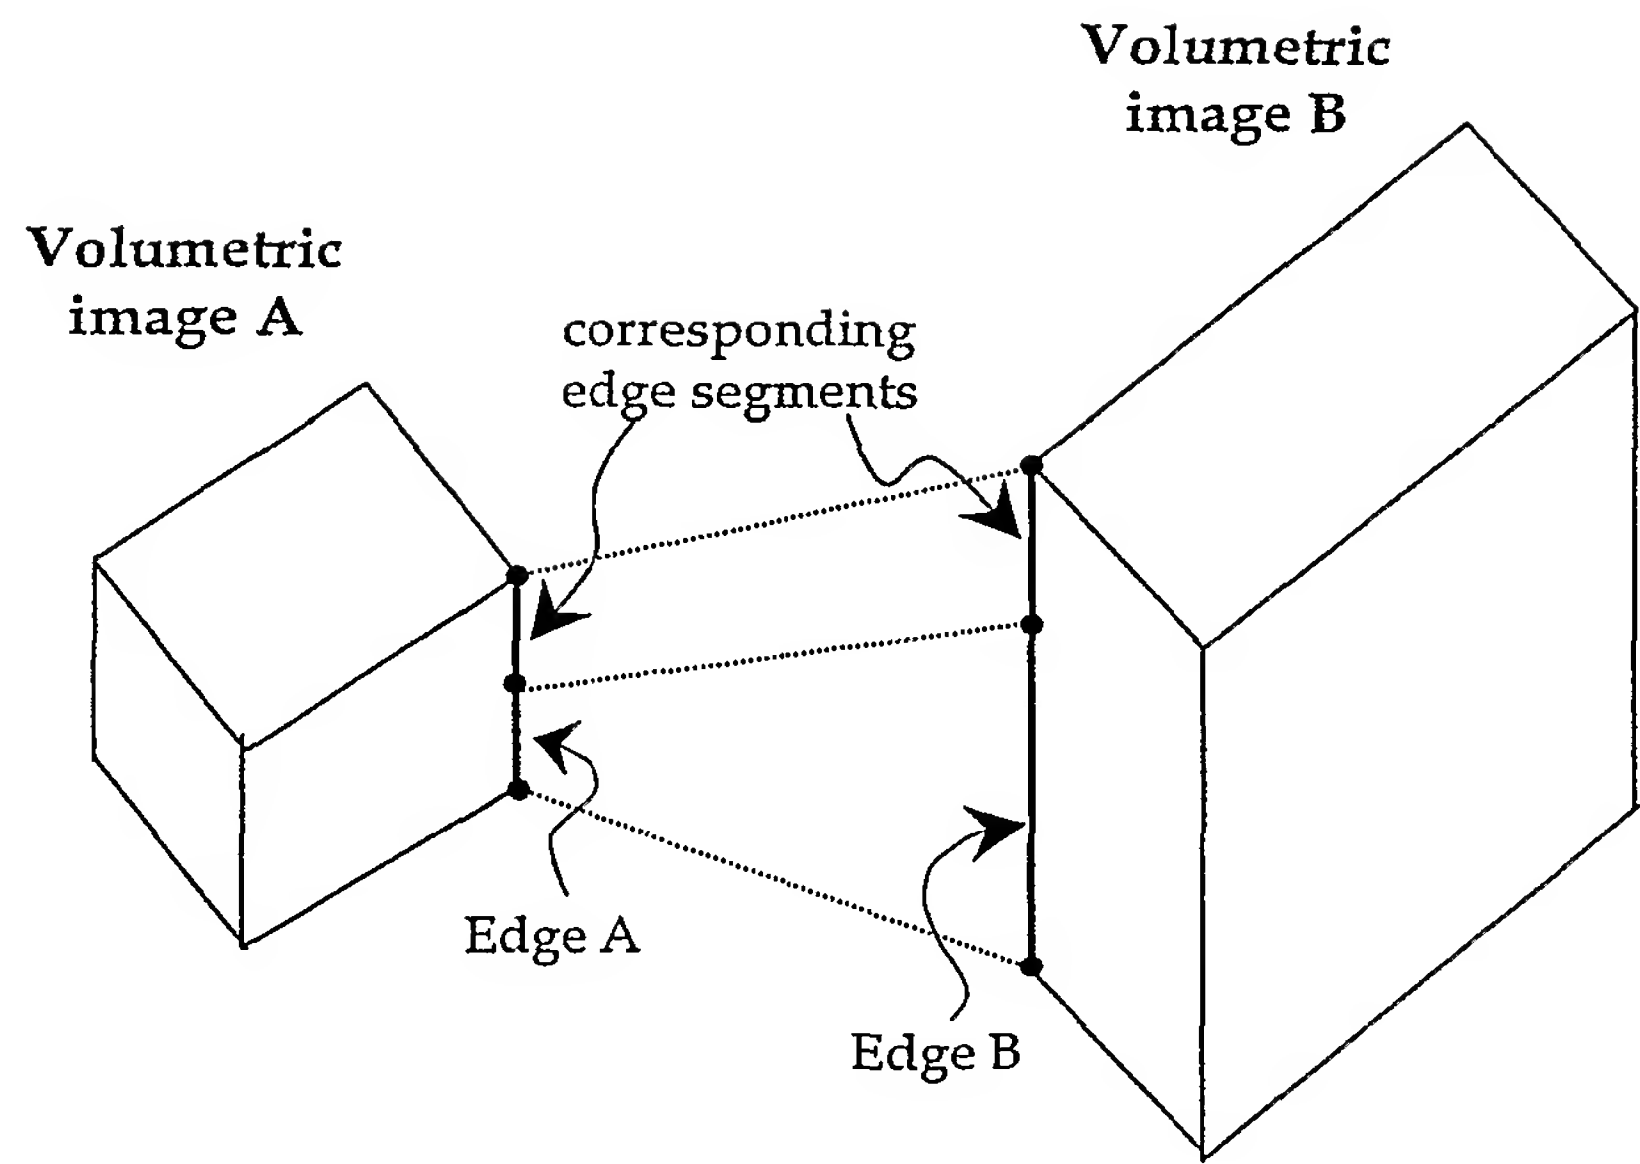 Volumetric
image B
Volumetric
image A
corresponding
edge segments
Edge A
Edge B